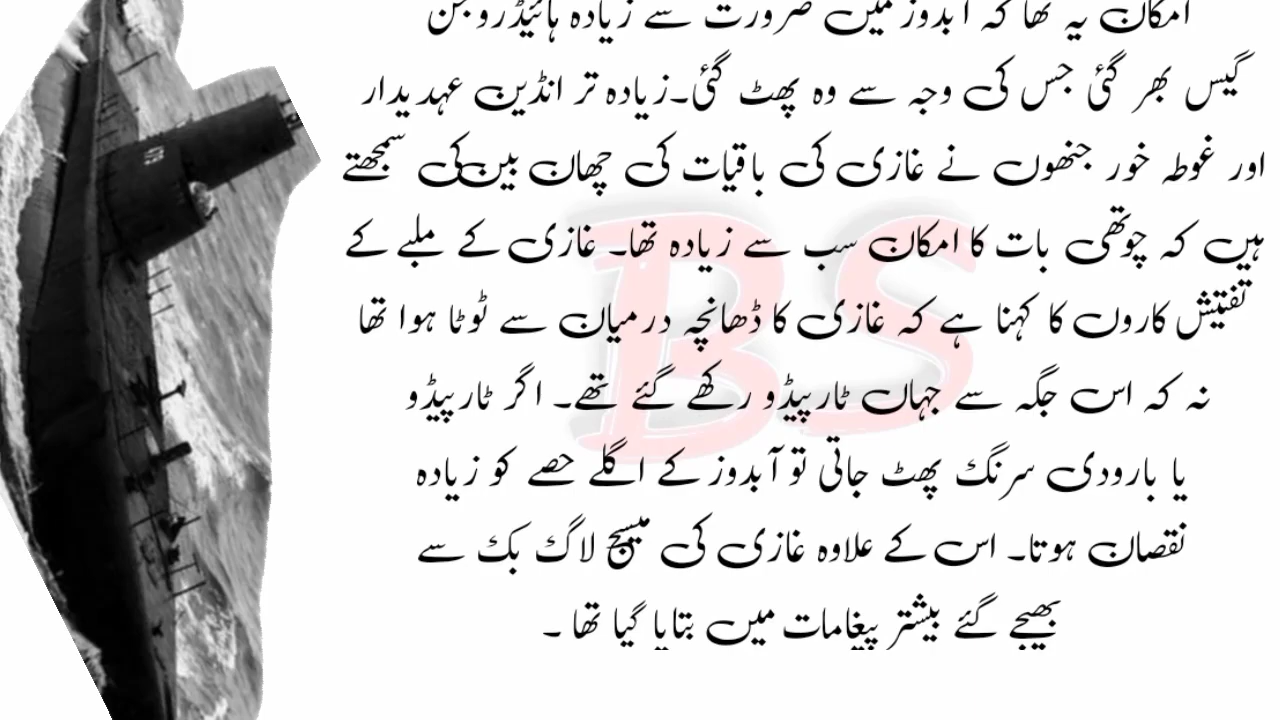 امکان یہ تھا کہ آبدوز میں ضرورت سے زیادہ ہائیڈروجن
گیس بھر گئی جس کی وجہ سے وہ پھٹ گئی۔زیادہ تر انڈین عہدیدار
اور غوطہ خور جنھوں نے غازی کی باقیات کی چھان بین کی سمجھتے
ہیں کہ چوتھی بات کا امکان سب سے زیادہ تھا۔ غازی کے ملبے کے
تفتیش کاروں کا کہنا ہے کہ غازی کا ڈھانچہ درمیان سے ٹوٹا ہوا تھا
نہ کہ اس جگہ سے جہاں ٹارپیڈو رکھے گئے تھے۔ اگر ٹارپیڈو
یا بارودی سرنگ پھٹ جاتی تو آبدوز کے اگلے حصے کو زیادہ
نقصان ہوتا۔ اس کے علاوہ غازی کی میسج لاگ بک سے
بھیجے گئے بیشتر پیغامات میں بتایا گیا تھا ۔
BS